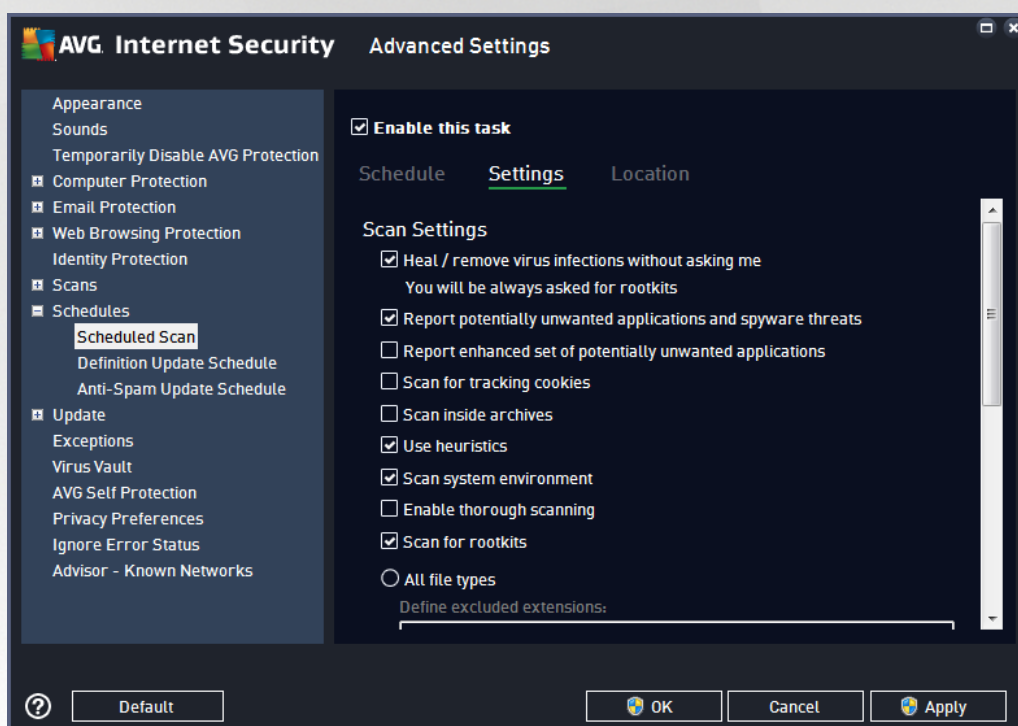 AVG. Internet Security Advanced Settings
Appearance
Sounds
Temporarily Disable AVG Protection
Computer Protection
Email Protection
Web Browsing Protection
Identity Protection
Scans
Schedules
Scheduled Scan
Definition Update Schedule
Anti-Spam Update Schedule
Update
Exceptions
Virus Vault
AVG Self Protection
Privacy Preferences
Ignore Error Status
Advisor - Known Networks
Enable this task
Schedule Settings Location
Scan Settings
Heal / remove virus infections without asking me
You will be always asked for rootkits
Report potentially unwanted applications and spyware threats
Report enhanced set of potentially unwanted applications
Scan for tracking cookies
Scan inside archives
Use heuristics
Scan system environment
Enable thorough scanning
Scan for rootkits
All file types
Define excluded extensions:
? Default OK Cancel Apply